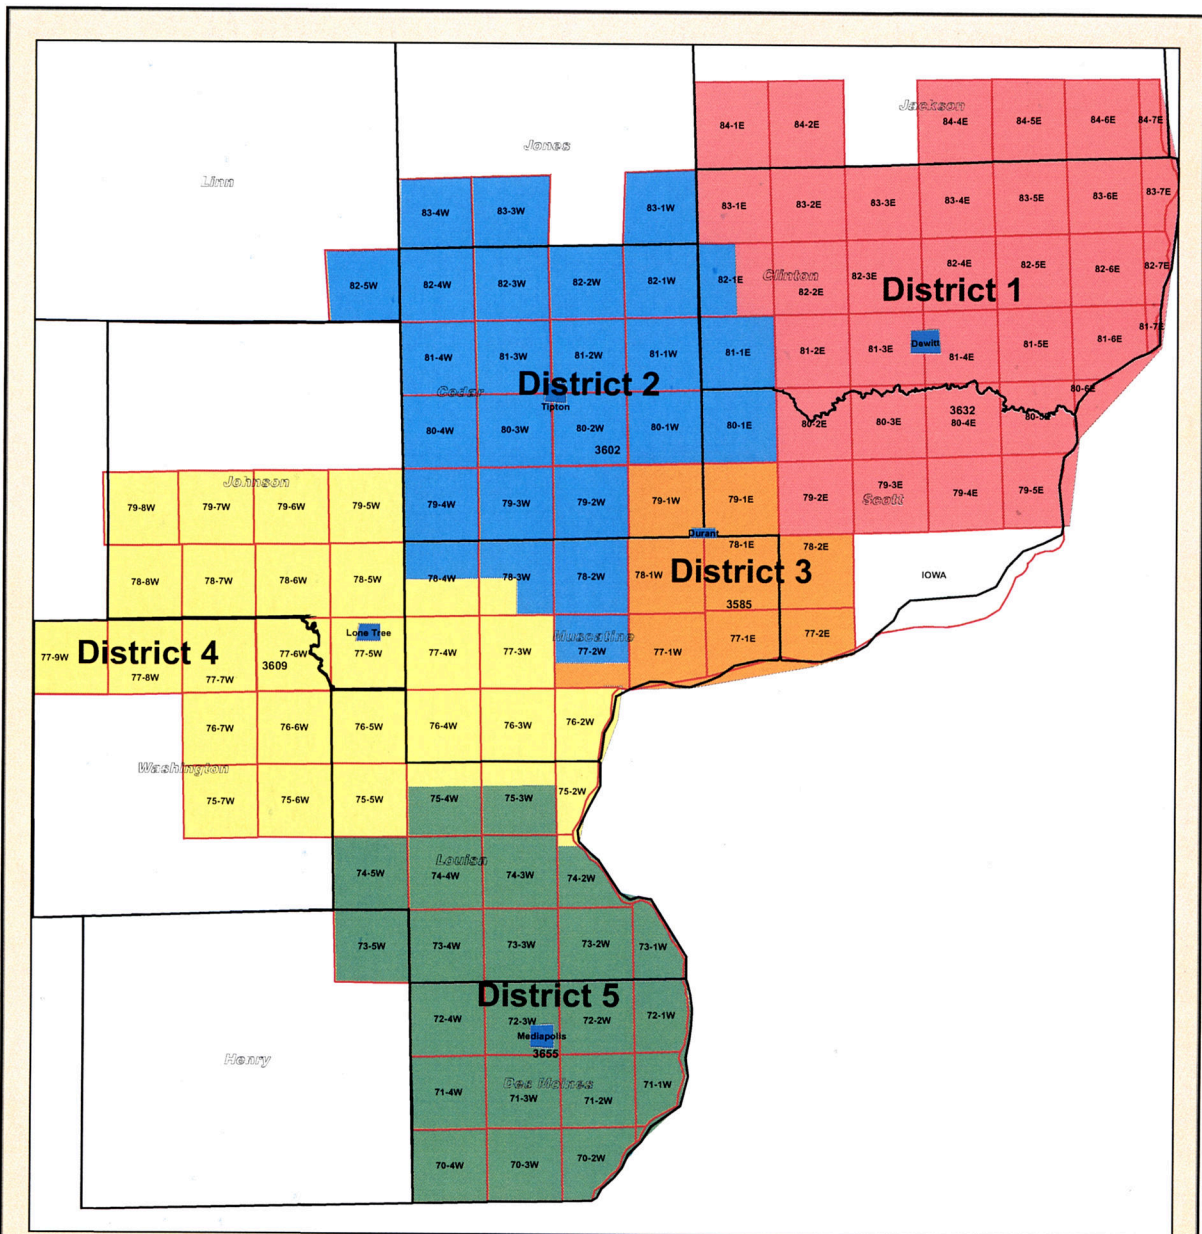 Jackson
84-1E 84-2E 84-4E 84-5E 84-6E 84-7E
Jones
Linn
83-4W 83-3W 83-1W 83-1E 83-2E 83-3E 83-4E 83-5E 83-6E 83-7E
Clinton
82-5W 82-4W 82-3W 82-2W 82-1W 82-1E 82-2E 82-3E 82-4E 82-5E 82-6E 82-7E
District 1
81-4W 81-3W 81-2W 81-1W 81-1E 81-2E 81-3E Dewitt 81-4E 81-5E 81-6E 81-7E
Cedar District 2
Tipton
80-4W 80-3W 80-2W 80-1W 80-1E 80-2E 80-3E 3632 80-4E 80-5E 80-6E
3602
Johnson
79-8W 79-7W 79-6W 79-5W 79-4W 79-3W 79-2W 79-1W 79-1E 79-2E 79-3E 79-4E 79-5E
Scott
Durant
78-8W 78-7W 78-6W 78-5W 78-4W 78-3W 78-2W 78-1W 78-1E 78-2E
District 3
IOWA
3585
Lone Tree
Muscatine
District 4
77-9W 77-8W 77-7W 3609 77-6W 77-5W 77-4W 77-3W 77-2W 77-1W 77-1E 77-2E
76-7W 76-6W 76-5W 76-4W 76-3W 76-2W
Washington
75-7W 75-6W 75-5W 75-4W 75-3W 75-2W
Louisa
74-5W 74-4W 74-3W 74-2W
73-5W 73-4W 73-3W 73-2W 73-1W
District 5
72-4W 72-3W 72-2W 72-1W
Mediapolis
3655
Henry
Des Moines
71-4W 71-3W 71-2W 71-1W
70-4W 70-3W 70-2W